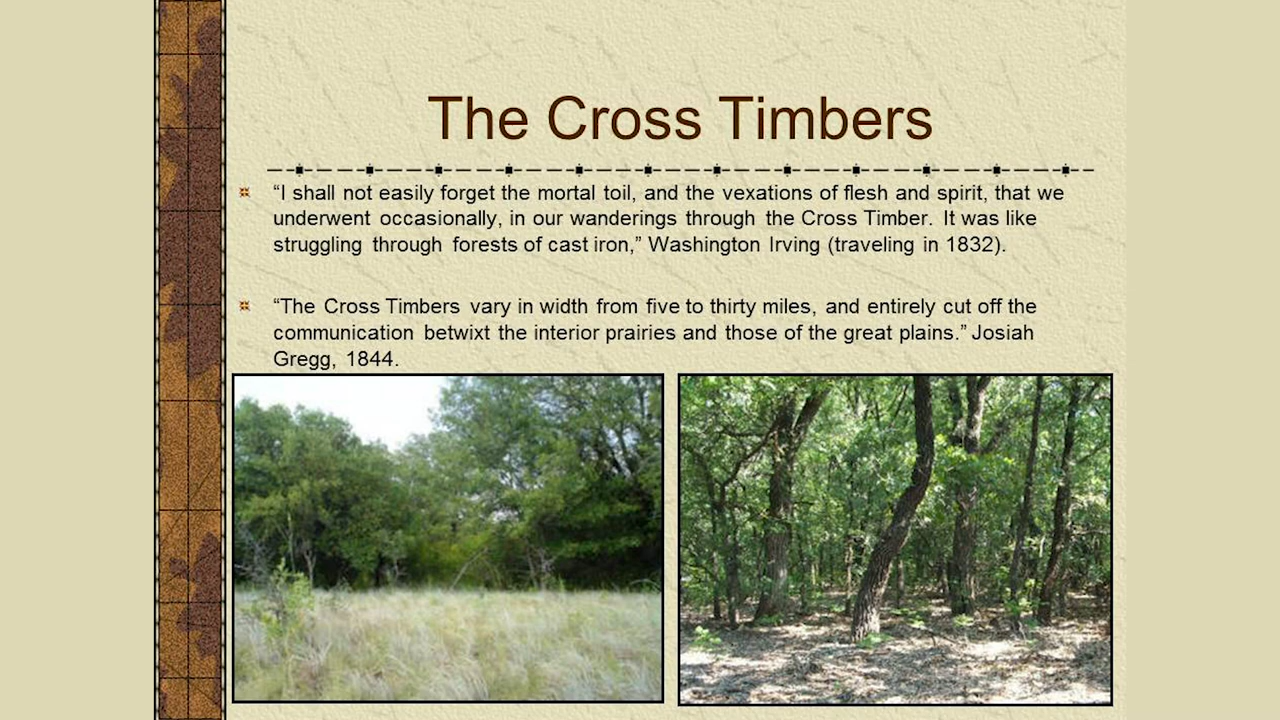 The Cross Timbers
“I shall not easily forget the mortal toil, and the vexations of flesh and spirit, that we
underwent occasionally, in our wanderings through the Cross Timber. It was like
struggling through forests of cast iron,” Washington Irving (traveling in 1832).
“The Cross Timbers vary in width from five to thirty miles, and entirely cut off the
communication betwixt the interior prairies and those of the great plains.” Josiah
Gregg, 1844.